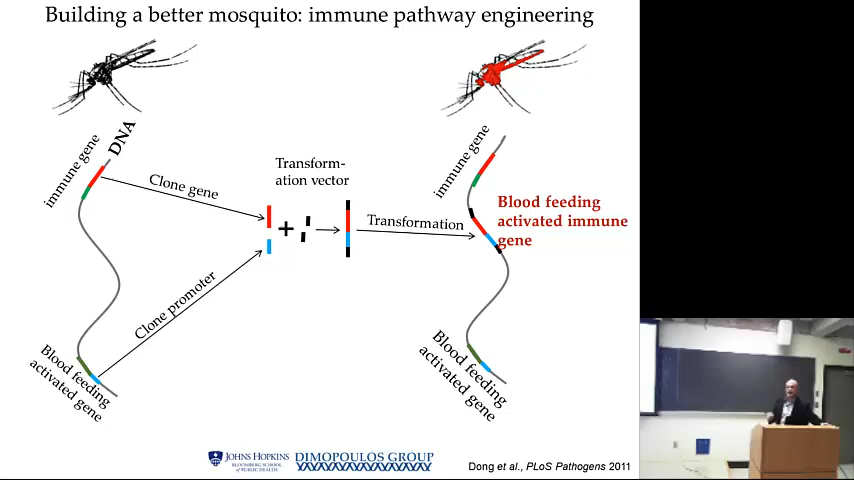 Building a better mosquito: immune pathway engineering
immune gene
DNA
Clone gene
Clone promoter
Blood feeding
activated gene
Transform-
ation vector
+
Transformation
immune gene
Blood feeding
activated immune
gene
Blood feeding
activated gene
JOHNS HOPKINS
BLOOMBERG SCHOOL
of PUBLIC HEALTH
DIMOPOULOS GROUP
Dong et al., PLoS Pathogens 2011